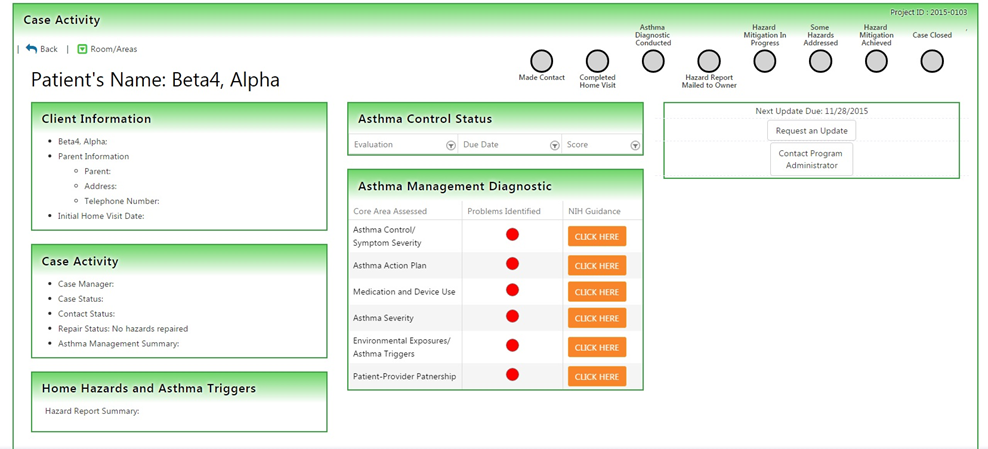 Case Activity
Project ID : 2015-0103
| Back | Room/Areas
Patient's Name: Beta4, Alpha
Made Contact
Completed
Home Visit
Asthma
Diagnostic
Conducted
Hazard Report
Mailed to Owner
Hazard
Mitigation In
Progress
Some
Hazards
Addressed
Hazard
Mitigation
Achieved
Case Closed
Client Information
Beta4, Alpha:
Parent Information
Parent:
Address:
Telephone Number:
Initial Home Visit Date:
Case Activity
Case Manager:
Case Status:
Contact Status:
Repair Status: No hazards repaired
Asthma Management Summary:
Home Hazards and Asthma Triggers
Hazard Report Summary:
Asthma Control Status
Evaluation Due Date Score
Asthma Management Diagnostic
Core Area Assessed Problems Identified NIH Guidance
Asthma Control/
Symptom Severity CLICK HERE
Asthma Action Plan CLICK HERE
Medication and Device Use CLICK HERE
Asthma Severity CLICK HERE
Environmental Exposures/
Asthma Triggers CLICK HERE
Patient-Provider Patnership CLICK HERE
Next Update Due: 11/28/2015
Request an Update
Contact Program
Administrator